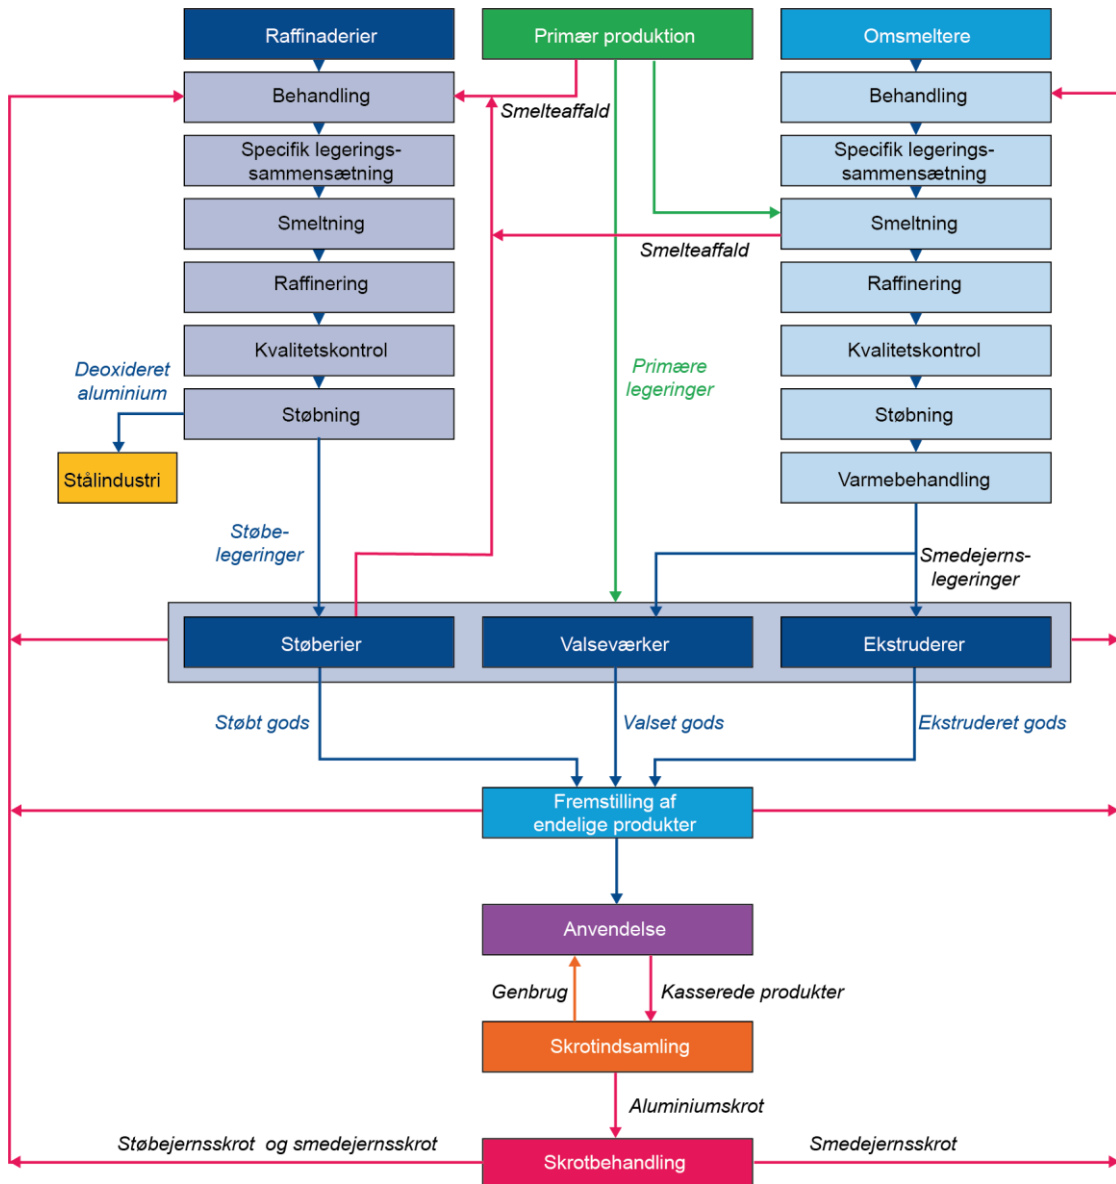 Raffinaderier
Primær produktion
Omsmeltere
Behandling
Smelteaffald
Behandling
Specifik legerings-
sammensætning
Specifik legerings-
sammensætning
Smeltning
Smelteaffald
Smeltning
Raffinering
Raffinering
Kvalitetskontrol
Kvalitetskontrol
Deoxideret
aluminium
Primære
legeringer
Støbning
Støbning
Stålindustri
Varmebehandling
Støbe-
legeringer
Smedejerns-
legeringer
Støberier
Valseværker
Ekstruderer
Støbt gods
Valset gods
Ekstruderet gods
Fremstilling af
endelige produkter
Anvendelse
Genbrug
Kasserede produkter
Skrotindsamling
Aluminiumskrot
Støbejernsskrot og smedejernsskrot
Skrotbehandling
Smedejernsskrot